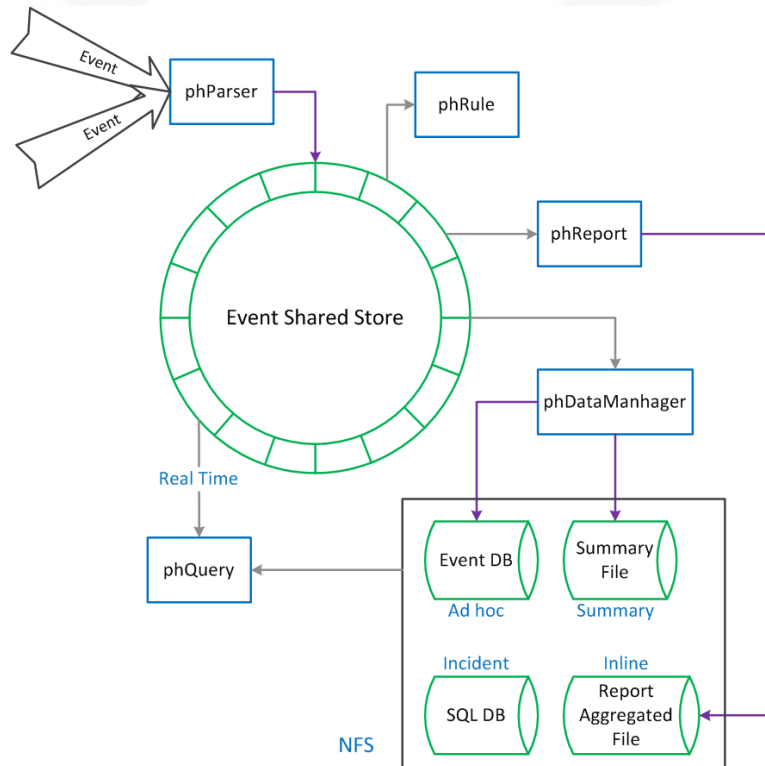 Event
Event
phParser
phRule
phReport
Event Shared Store
phDataManhager
Real Time
phQuery
Event DB
Summary
File
Ad hoc
Summary
Incident
Inline
SQL DB
Report
Aggregated
File
NFS